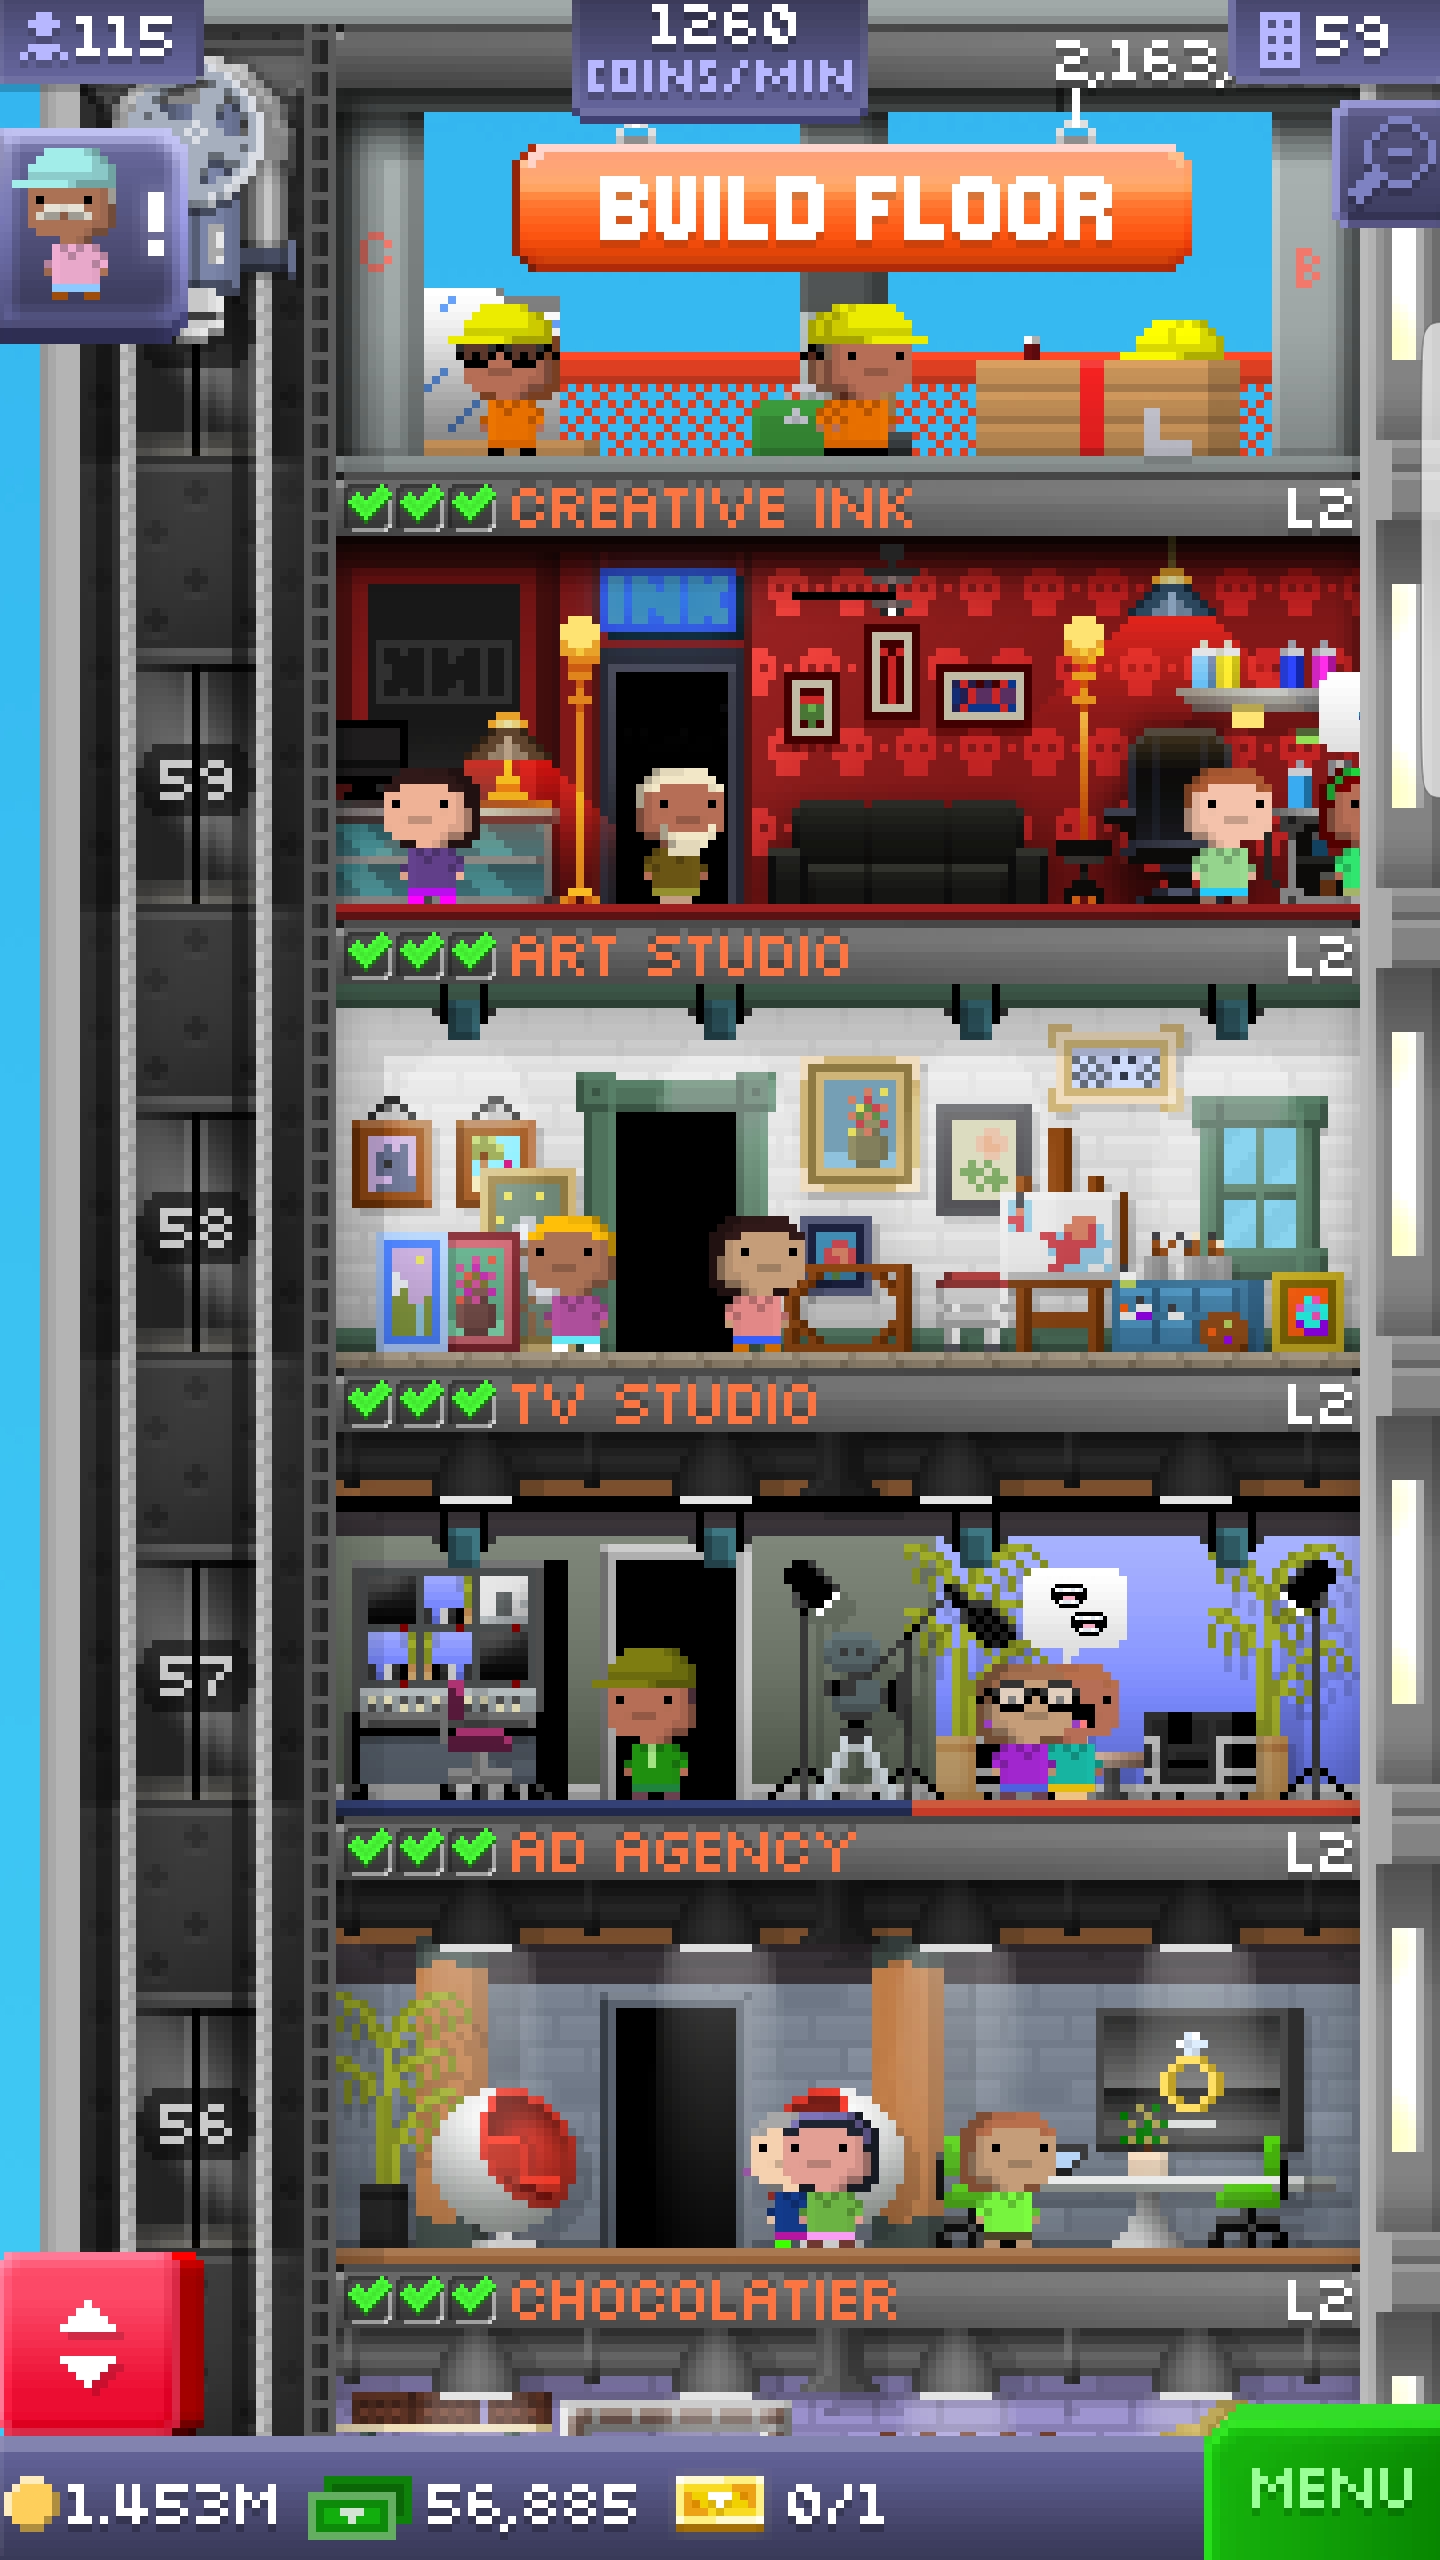 115
1260
COINS/MIN
2,163,
59
!
C
BUILD FLOOR
B
CREATIVE INK
L2
INK
59
ART STUDIO
L2
58
TV STUDIO
L2
57
AD AGENCY
L2
56
CHOCOLATIER
L2
1.453M
56,885
0/1
MENU